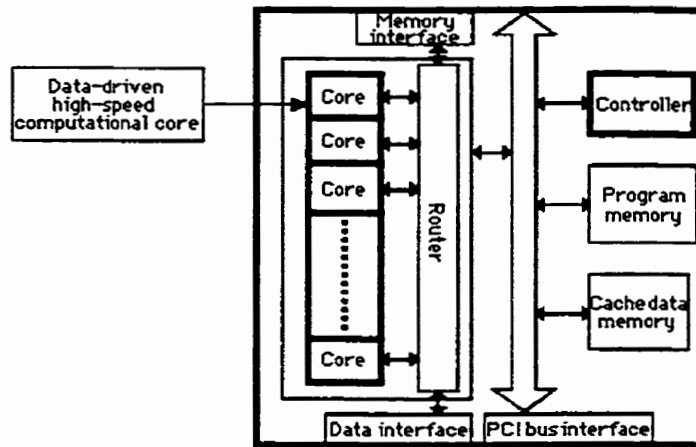 Memory
interface
Data-driven
high-speed
computational core
Core
Core
Core
Core
Router
Controller
Program
memory
Cache data
memory
Data interface
PCI bus interface